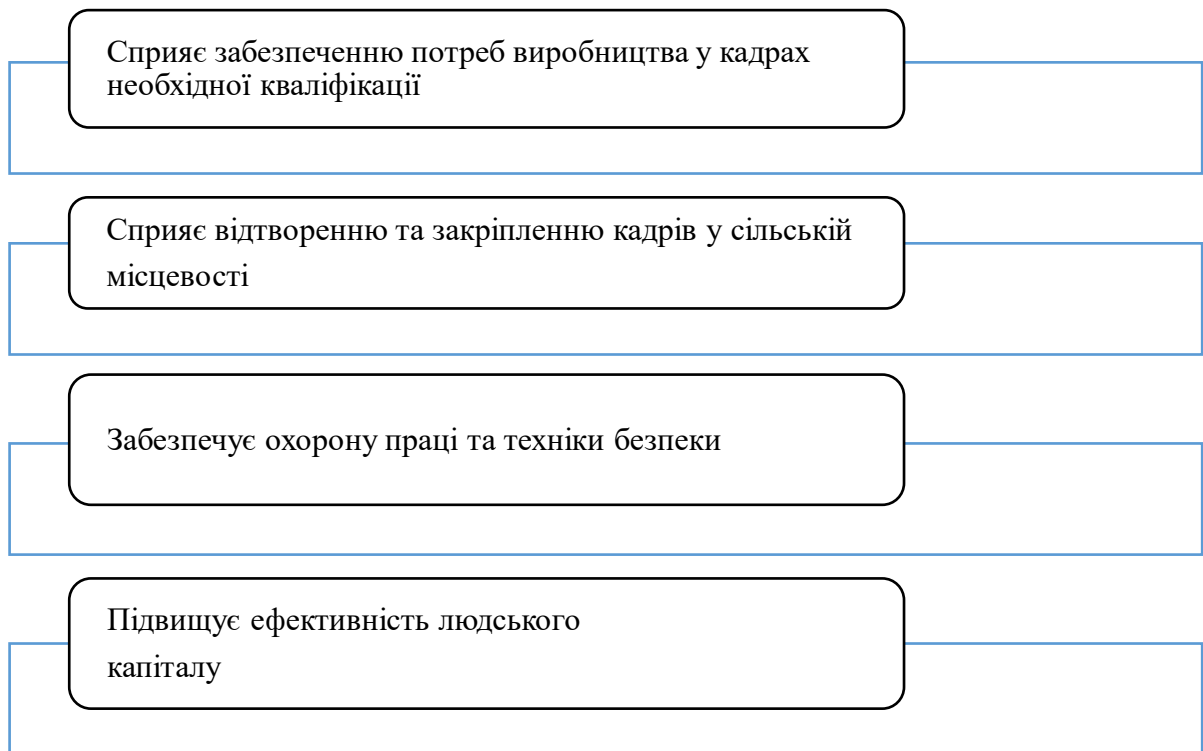 Сприяє забезпеченню потреб виробництва у кадрах
необхідної кваліфікації
Сприяє відтворенню та закріпленню кадрів у сільській
місцевості
Забезпечує охорону праці та техніки безпеки
Підвищує ефективність людського
капіталу